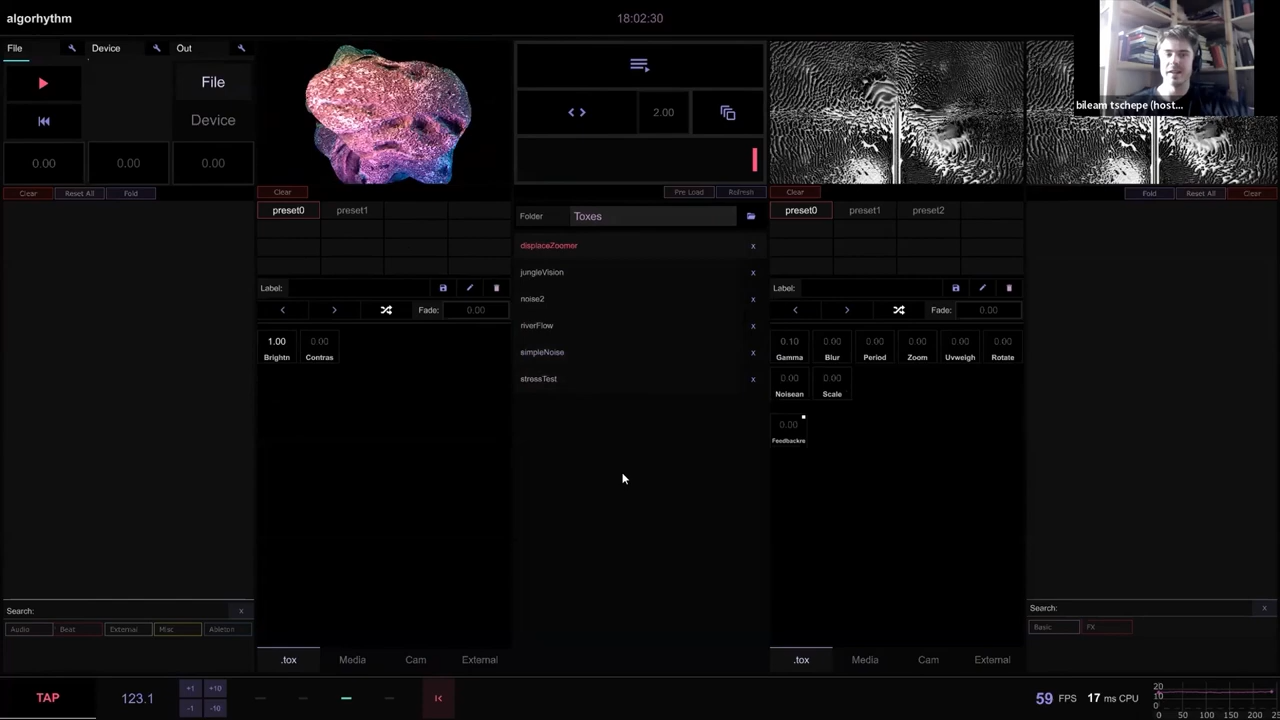 algorhythm
18:02:30
bileam tschepe (host...
File
Device
Out
File
Device
0.00
0.00
0.00
Clear
Reset All
Fold
Search:
x
Audio
Beat
External
Misc
Ableton
Clear
preset0
preset1
Label:
Fade:
0.00
1.00
0.00
Brightn
Contras
.tox
Media
Cam
External
2.00
Pre Load
Refresh
Folder
Toxes
displaceZoomer
x
jungleVision
x
noise2
x
riverFlow
x
simpleNoise
x
stressTest
x
Clear
preset0
preset1
preset2
Label:
Fade:
0.00
0.10
0.00
0.00
0.00
0.00
0.00
Gamma
Blur
Period
Zoom
Uvweigh
Rotate
0.00
0.00
Noisean
Scale
0.00
Feedbackre
.tox
Media
Cam
External
Fold
Reset All
Clear
Search:
x
Basic
FX
TAP
123.1
+1
+10
-1
-10
59 FPS
17 ms CPU
20
10
0
0
50
100
150
200
25